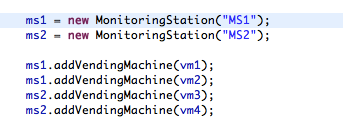 ms1 = new MonitoringStation("MS1");
ms2 = new MonitoringStation("MS2");
ms1.addVendingMachine(vm1);
ms1.addVendingMachine(vm2);
ms2.addVendingMachine(vm3);
ms2.addVendingMachine(vm4);